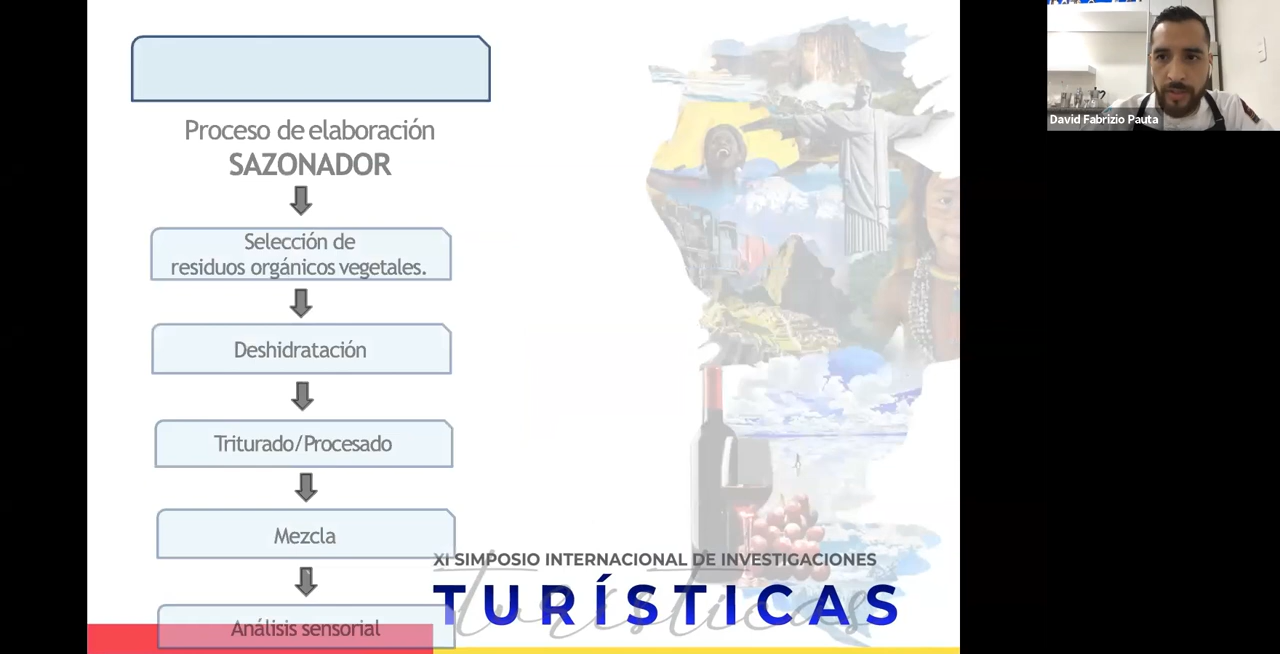 Proceso de elaboración
SAZONADOR
Selección de
residuos orgánicos vegetales.
Deshidratación
Triturado/Procesado
Mezcla
Análisis sensorial
XI SIMPOSIO INTERNACIONAL DE INVESTIGACIONES
TURÍSTICAS
turísticas
David Fabrizio Pauta